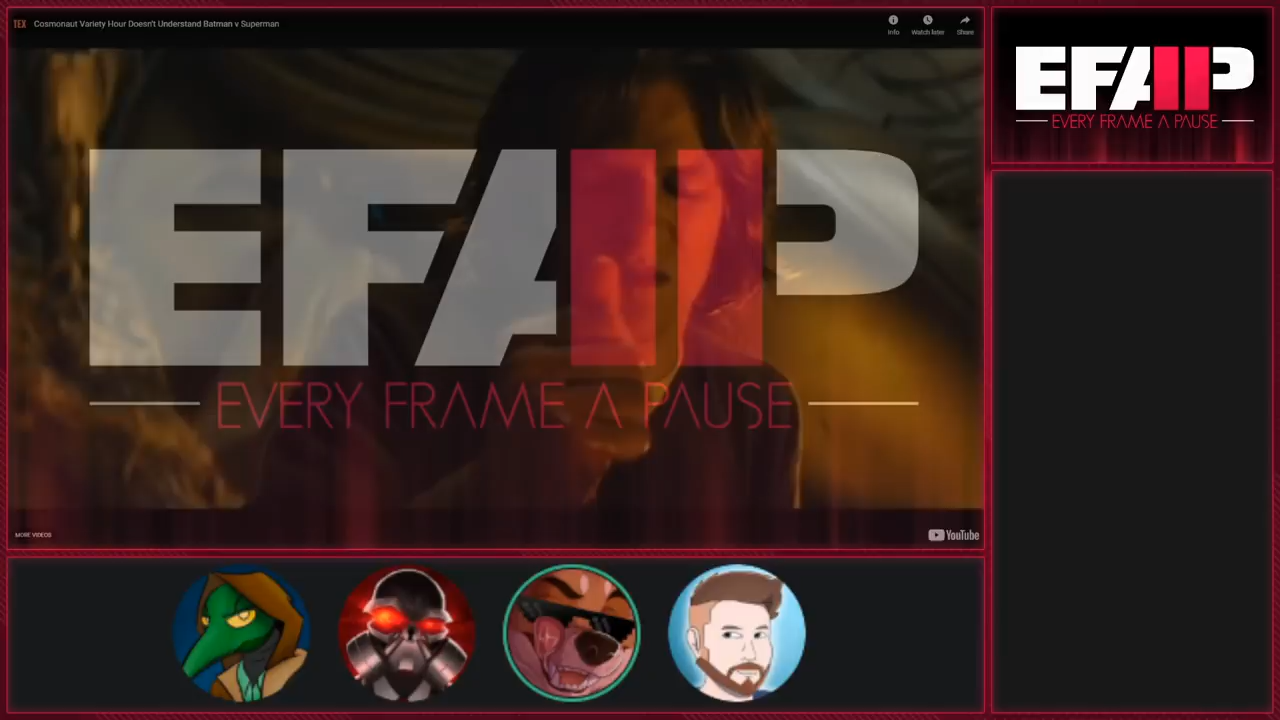 TEX Cosmonaut Variety Hour Doesn't Understand Batman v Superman
Info
Watch later
Share
EFAP
EVERY FRAME A PAUSE
MORE VIDEOS
YouTube
EFAP
EVERY FRAME A PAUSE